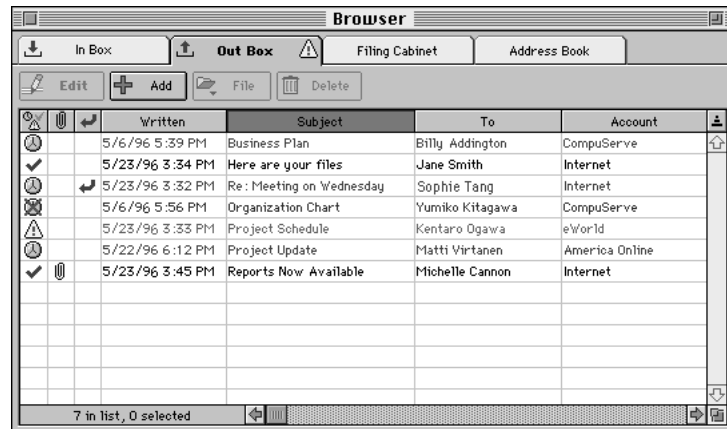 Browser
In Box Out Box Filing Cabinet Address Book
Edit Add File Delete
Written Subject To Account
5/6/96 5:39 PM Business Plan Billy Addington CompuServe
5/23/96 3:34 PM Here are your files Jane Smith Internet
5/23/96 3:32 PM Re: Meeting on Wednesday Sophie Tang Internet
5/6/96 5:56 PM Organization Chart Yumiko Kitagawa CompuServe
5/23/96 3:33 PM Project Schedule Kentaro Ogawa eWorld
5/22/96 6:12 PM Project Update Matti Virtanen America Online
5/23/96 3:45 PM Reports Now Available Michelle Cannon Internet
7 in list, 0 selected